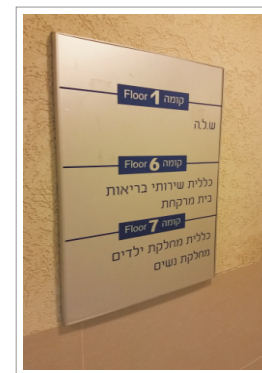 Floor 1 קומה
ש.ל.ה
Floor 6 קומה
כללית שירותי בריאות
בית מרקחת
Floor 7 קומה
כללית מחלקת ילדים
מחלקת נשים